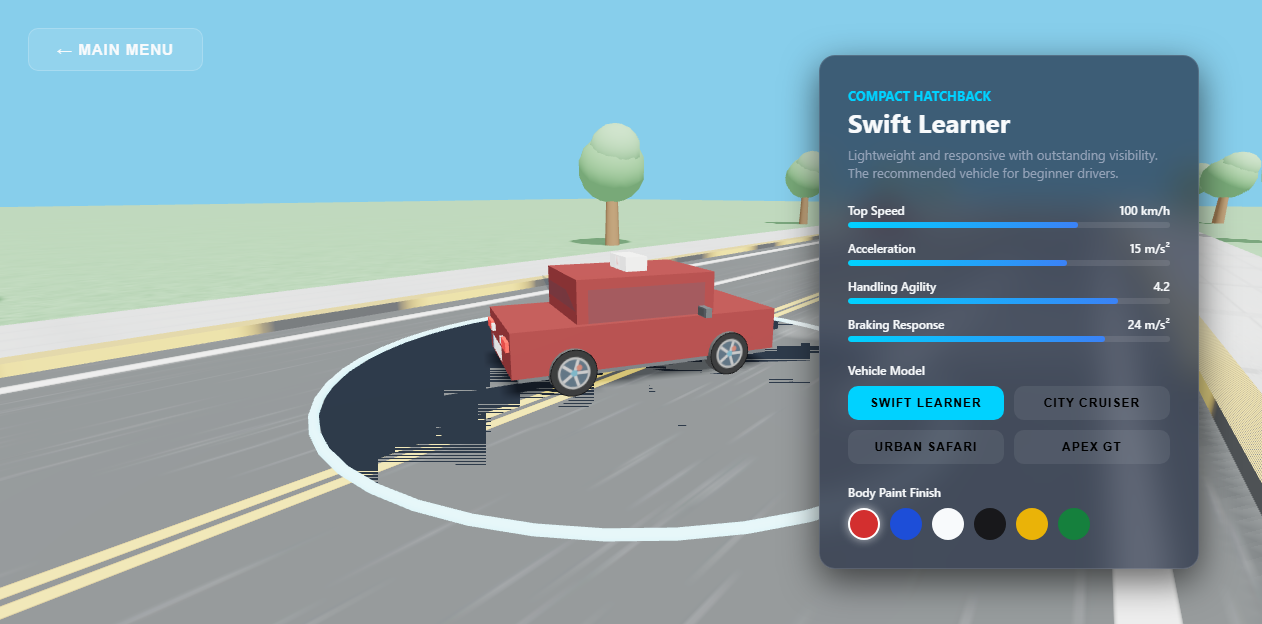 ← MAIN MENU
COMPACT HATCHBACK
Swift Learner
Lightweight and responsive with outstanding visibility.
The recommended vehicle for beginner drivers.
Top Speed 100 km/h
Acceleration 15 m/s²
Handling Agility 4.2
Braking Response 24 m/s²
Vehicle Model
SWIFT LEARNER CITY CRUISER
URBAN SAFARI APEX GT
Body Paint Finish